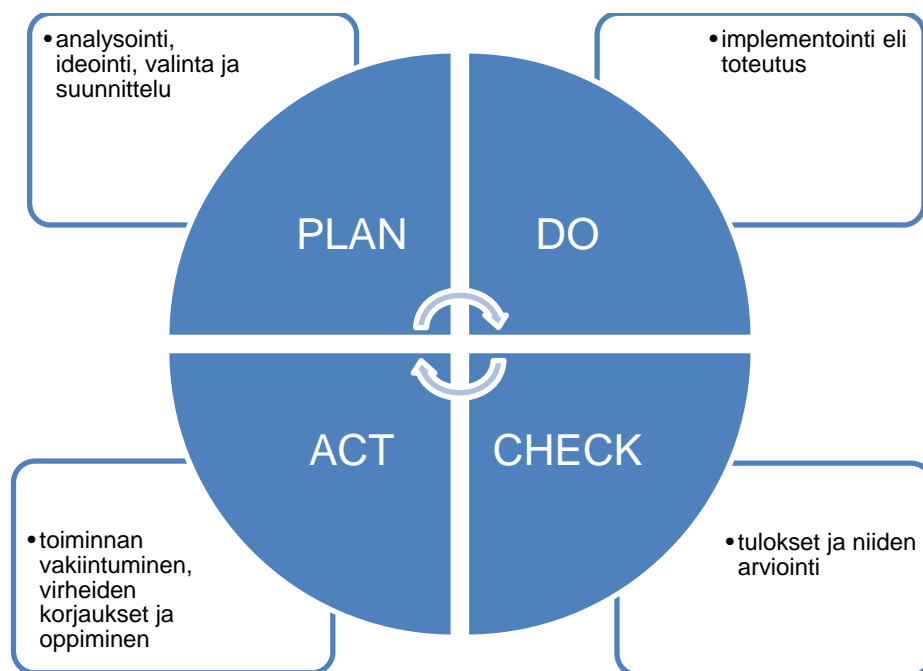 •analysointi,
ideointi, valinta ja
suunnittelu
•implementointi eli
toteutus
PLAN
DO
ACT
CHECK
•toiminnan
vakiintuminen,
virheiden
korjaukset ja
oppiminen
•tulokset ja niiden
arviointi